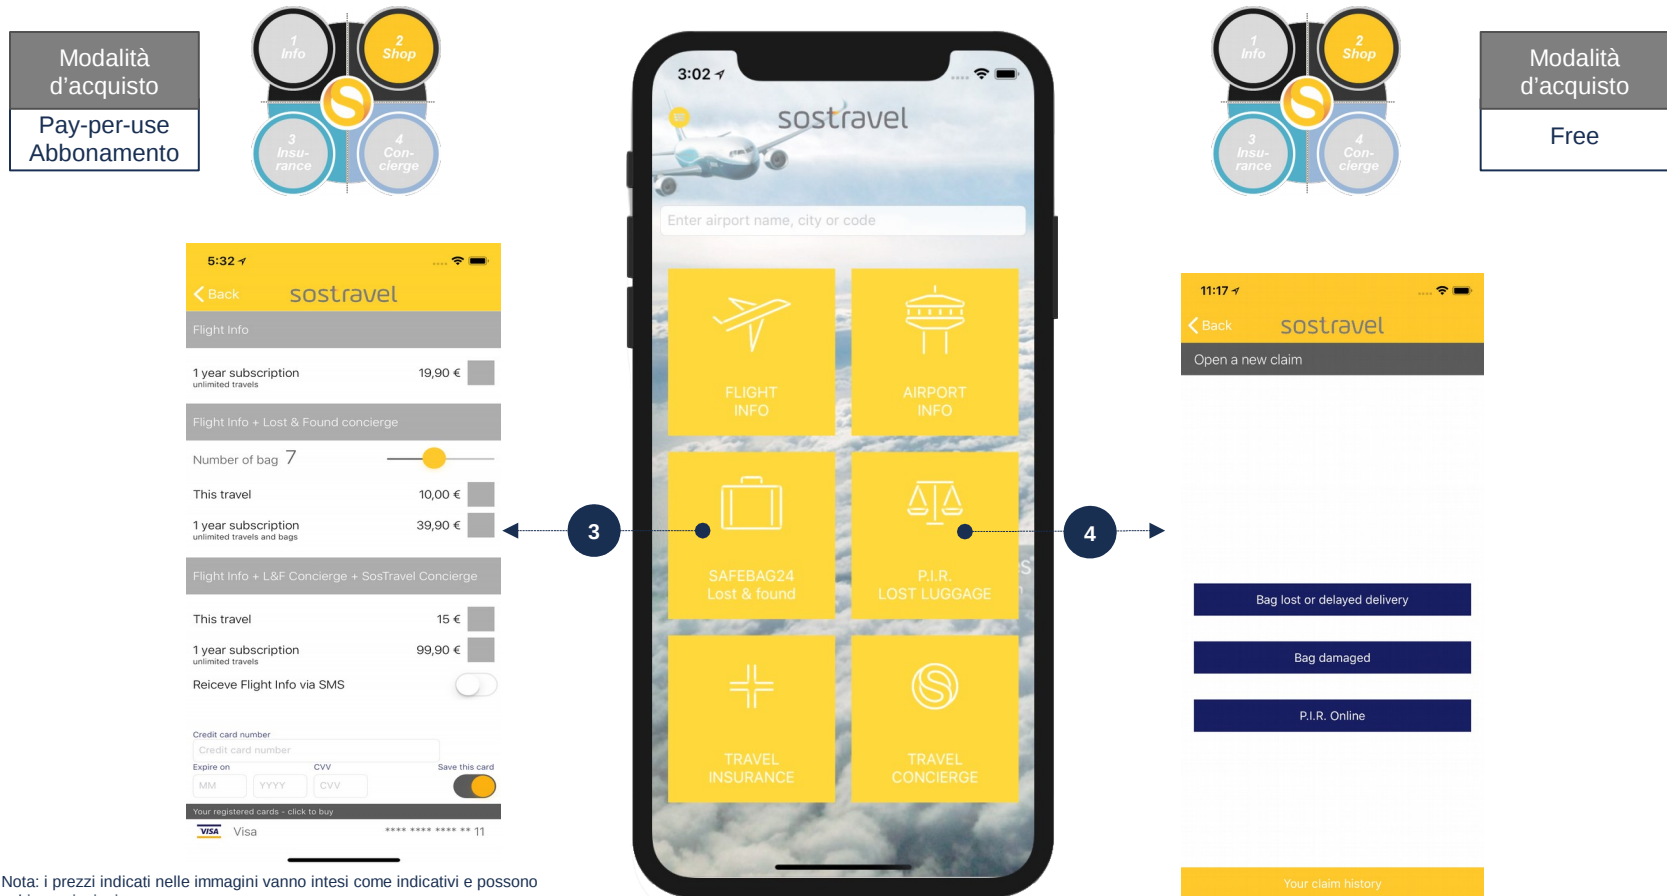 Modalità
d'acquisto
Pay-per-use
Abbonamento
1
Info
2
Shop
3
Insu-
rance
4
Con-
cierge
5:32
Back
sostravel
Flight Info
1 year subscription
19,90 €
unlimited travels
Flight Info + Lost & Found concierge
Number of bag 7
This travel
10,00 €
1 year subscription
39,90 €
unlimited travels and bags
Flight Info + L&F Concierge + SosTravel Concierge
This travel
15 €
1 year subscription
99,90 €
unlimited travels
Reiceve Flight Info via SMS
Credit card number
Credit card number
Expire on
CVV
Save this card
MM
YYYY
CVV
Your registered cards - click to buy
VISA
Visa
**** **** **** ** 11
Nota: i prezzi indicati nelle immagini vanno intesi come indicativi e possono
3
3:02
sostravel
Enter airport name, city or code
FLIGHT
INFO
AIRPORT
INFO
SAFEBAG24
Lost & found
P.I.R.
LOST LUGGAGE
TRAVEL
INSURANCE
TRAVEL
CONCIERGE
4
1
Info
2
Shop
3
Insu-
rance
4
Con-
cierge
Modalità
d'acquisto
Free
11:17
Back
sostravel
Open a new claim
Bag lost or delayed delivery
Bag damaged
P.I.R. Online
Your claim history